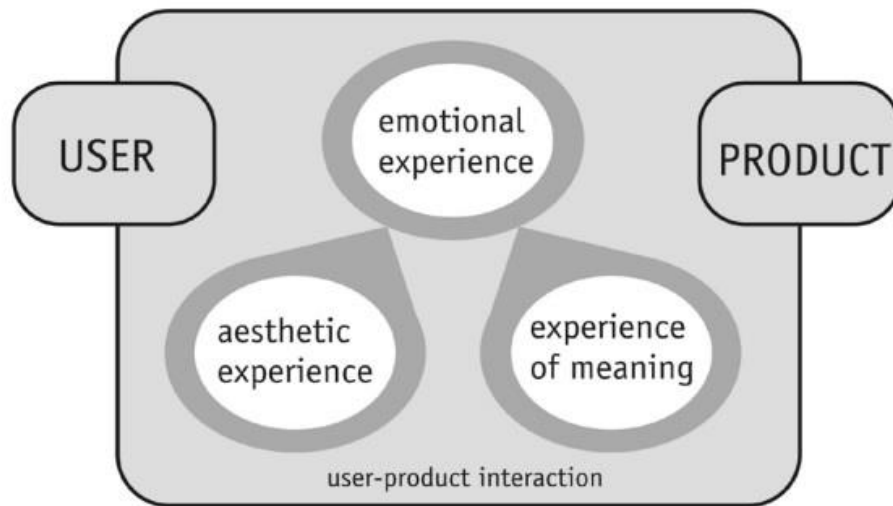 emotional
experience
USER
PRODUCT
aesthetic
experience
experience
of meaning
user-product interaction